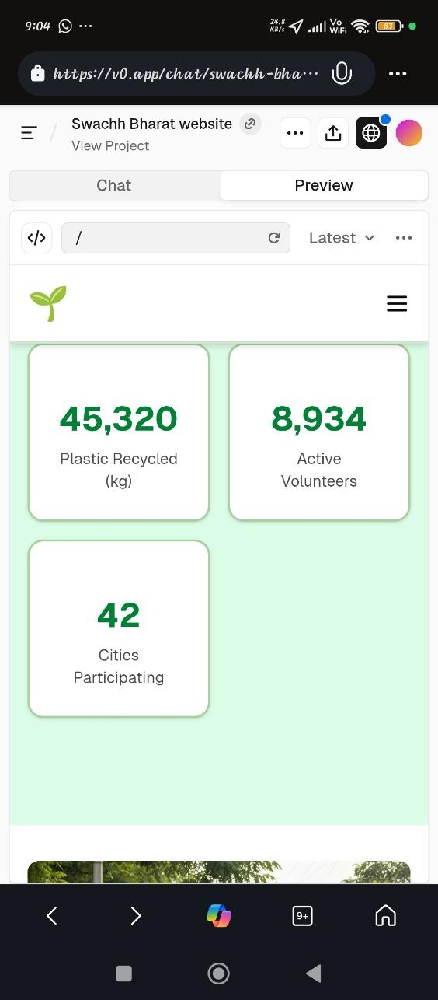 9:04
24.8
KB/s
Vo
WiFi
83
https://v0.app/chat/swachh-bha···
Swachh Bharat website
View Project
Chat
Preview
</>
/
Latest
45,320
Plastic Recycled
(kg)
8,934
Active
Volunteers
42
Cities
Participating
9+